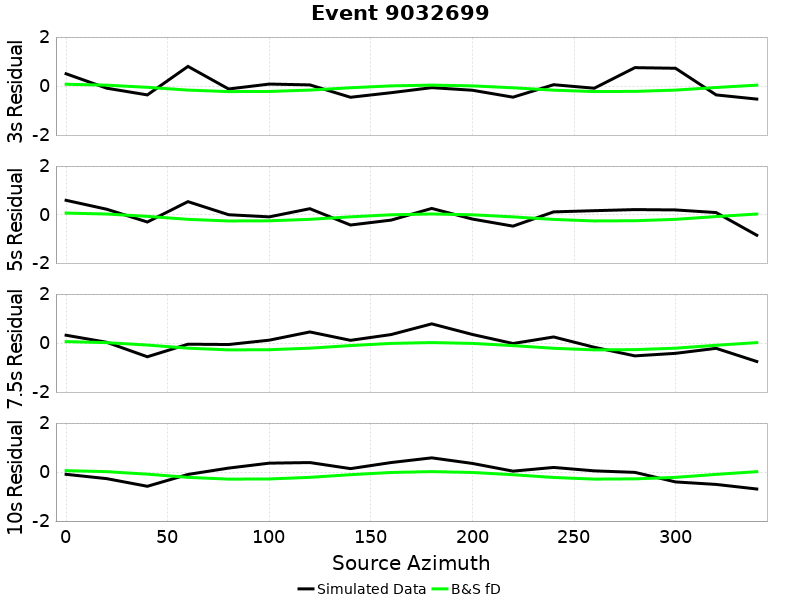 Event 9032699
3s Residual
2
0
-2
5s Residual
2
0
-2
7.5s Residual
2
0
-2
10s Residual
2
0
-2
0 50 100 150 200 250 300
Source Azimuth
Simulated Data B&S fD